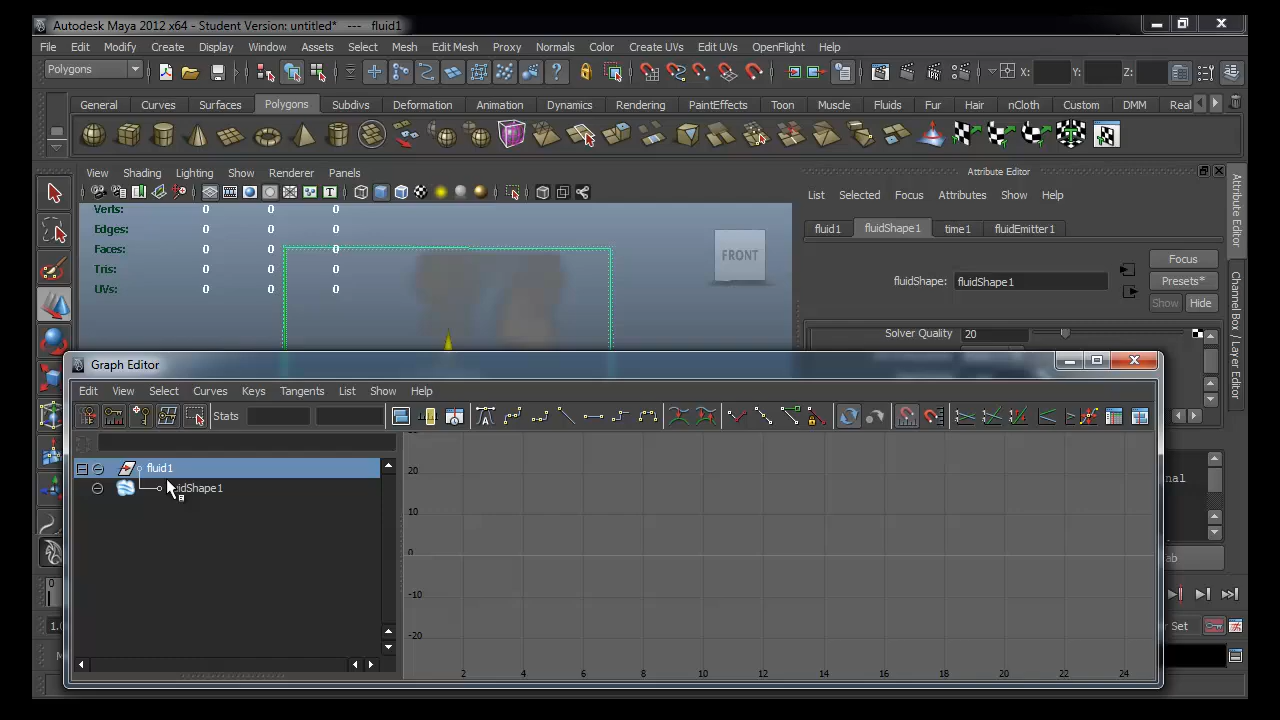 Autodesk Maya 2012 x64 - Student Version: untitled* --- fluid1
File Edit Modify Create Display Window Assets Select Mesh Edit Mesh Proxy Normals Color Create UVs Edit UVs OpenFlight Help
Polygons X: Y: Z:
General Curves Surfaces Polygons Subdivs Deformation Animation Dynamics Rendering PaintEffects Toon Muscle Fluids Fur Hair nCloth Custom DMM Real
View Shading Lighting Show Renderer Panels
Verts: 0 0 0
Edges: 0 0 0
Faces: 0 0 0
Tris: 0 0 0
UVs: 0 0 0
FRONT
Attribute Editor
List Selected Focus Attributes Show Help
fluid1 fluidShape1 time1 fluidEmitter1
Focus
fluidShape: fluidShape1 Presets*
Show Hide
Solver Quality 20
Attribute Editor
Channel Box / Layer Editor
Graph Editor
Edit View Select Curves Keys Tangents List Show Help
Stats
fluid1
idShape1
20
10
0
-10
-20
2 4 6 8 10 12 14 16 18 20 22 24
nal
ab
0
1.0
Set
M